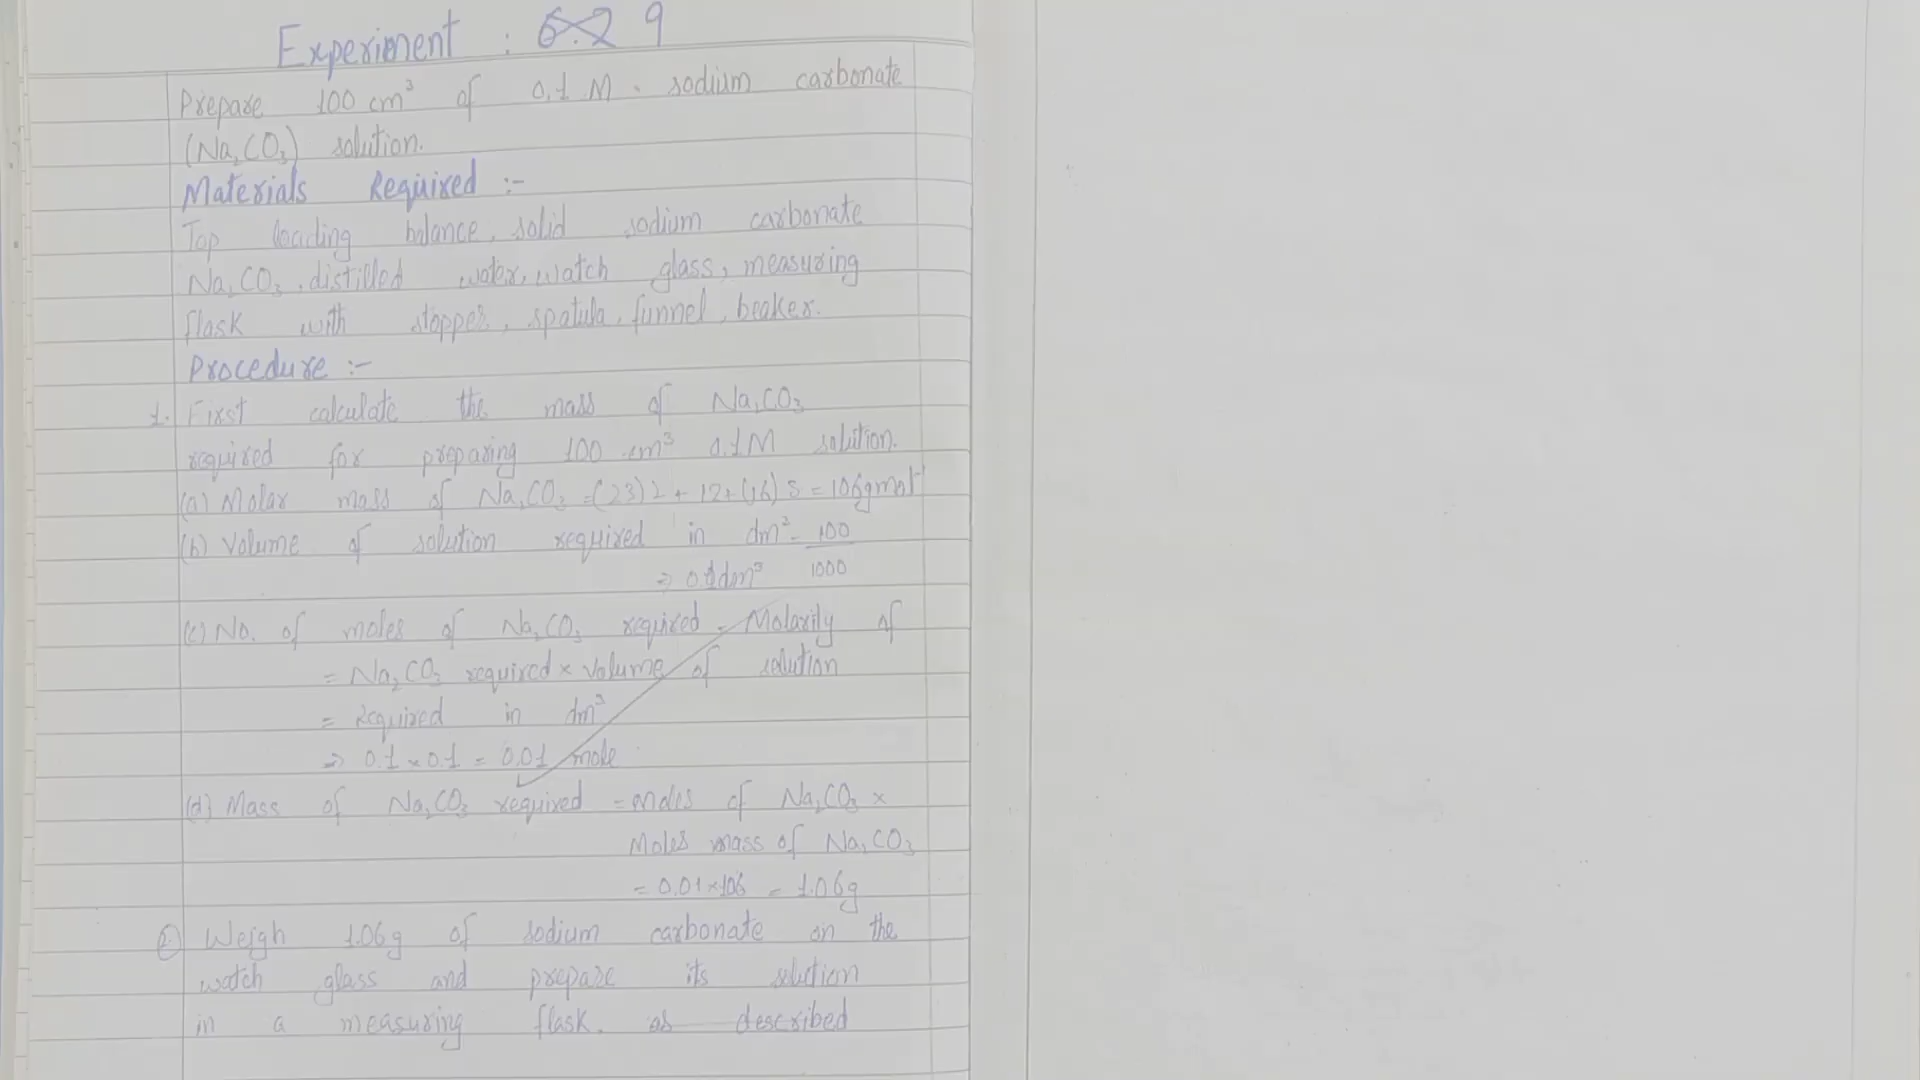 Experiment : 6.2 9
Prepare 100 cm³ of 0.1 M. sodium carbonate
(Na₂CO₃) solution.
Materials Required :-
Top loading balance, solid sodium carbonate
Na₂CO₃, distilled water, watch glass, measuring
flask with stopper, spatula, funnel, beaker.
Procedure :-
1. First calculate the mass of Na₂CO₃
required for preparing 100 cm³ 0.1M solution.
(a) Molar mass of Na₂CO₃ = (23)2 + 12 + (16)3 = 106gmol⁻
(b) Volume of solution required in dm³ = 100
⇒ 0.1dm³ 1000
(c) No. of moles of Na₂CO₃ required = Molarity of
= Na₂CO₃ required × Volume of solution
= Required in dm³
⇒ 0.1 × 0.1 = 0.01 mole
(d) Mass of Na₂CO₃ required = moles of Na₂CO₃ ×
Moles mass of Na₂CO₃
= 0.01 × 106 = 1.06g
2. Weigh 1.06g of sodium carbonate on the
watch glass and prepare its solution
in a measuring flask. as described